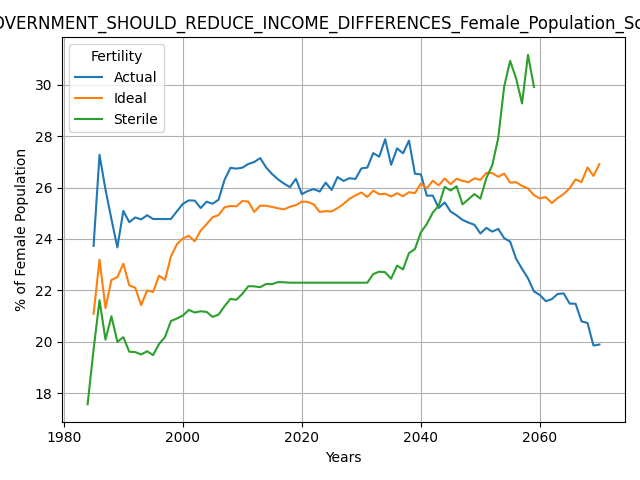 OVERNMENT_SHOULD_REDUCE_INCOME_DIFFERENCES_Female_Population_So
Fertility
Actual
Ideal
Sterile
% of Female Population
30
28
26
24
22
20
18
1980
2000
2020
2040
2060
Years